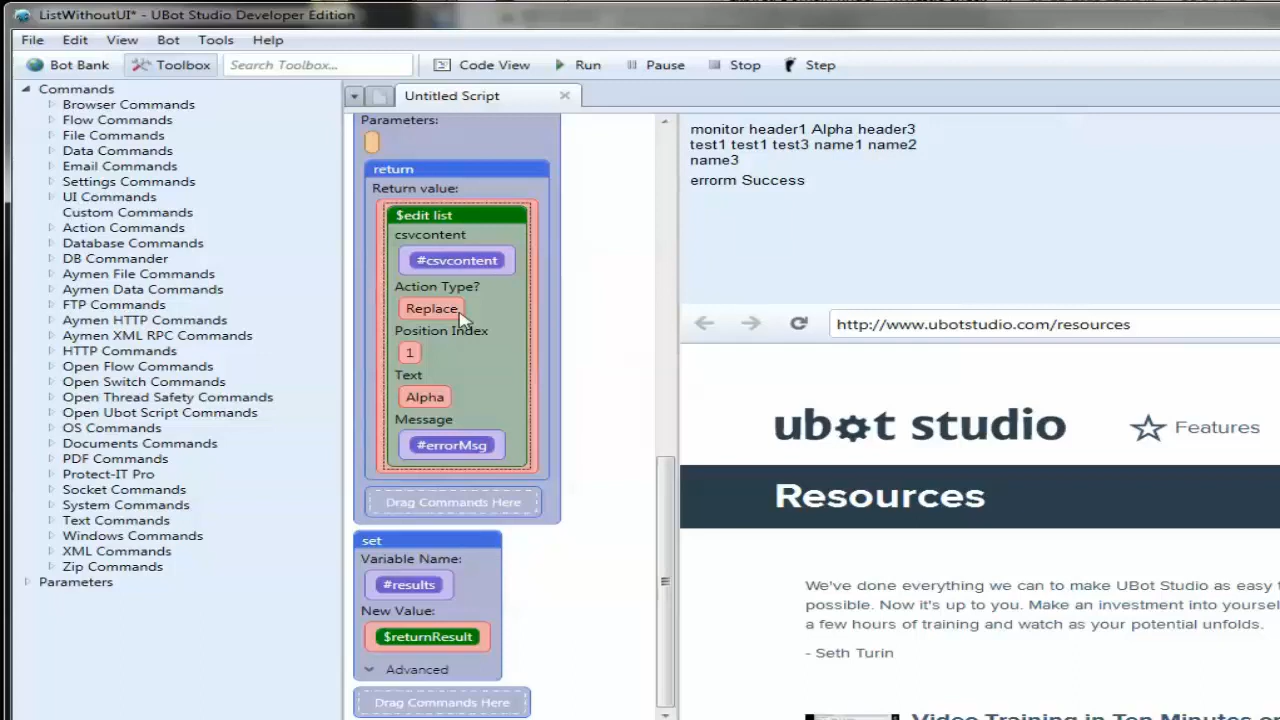 ListWithoutUI* - UBot Studio Developer Edition
File Edit View Bot Tools Help
Bot Bank Toolbox Search Toolbox... Code View Run Pause Stop Step
Commands
Browser Commands
Flow Commands
File Commands
Data Commands
Email Commands
Settings Commands
UI Commands
Custom Commands
Action Commands
Database Commands
DB Commander
Aymen File Commands
Aymen Data Commands
FTP Commands
Aymen HTTP Commands
Aymen XML RPC Commands
HTTP Commands
Open Flow Commands
Open Switch Commands
Open Thread Safety Commands
Open Ubot Script Commands
OS Commands
Documents Commands
PDF Commands
Protect-IT Pro
Socket Commands
System Commands
Text Commands
Windows Commands
XML Commands
Zip Commands
Parameters
Untitled Script
Parameters:
return
Return value:
$edit list
csvcontent
#csvcontent
Action Type?
Replace
Position Index
1
Text
Alpha
Message
#errorMsg
Drag Commands Here
set
Variable Name:
#results
New Value:
$returnResult
Advanced
Drag Commands Here
monitor header1 Alpha header3
test1 test1 test3 name1 name2
name3
errorm Success
http://www.ubotstudio.com/resources
ubot studio
Features
Resources
We've done everything we can to make UBot Studio as easy
possible. Now it's up to you. Make an investment into yourse
a few hours of training and watch as your potential unfolds.
- Seth Turin
Video Training in Ten Minutes or